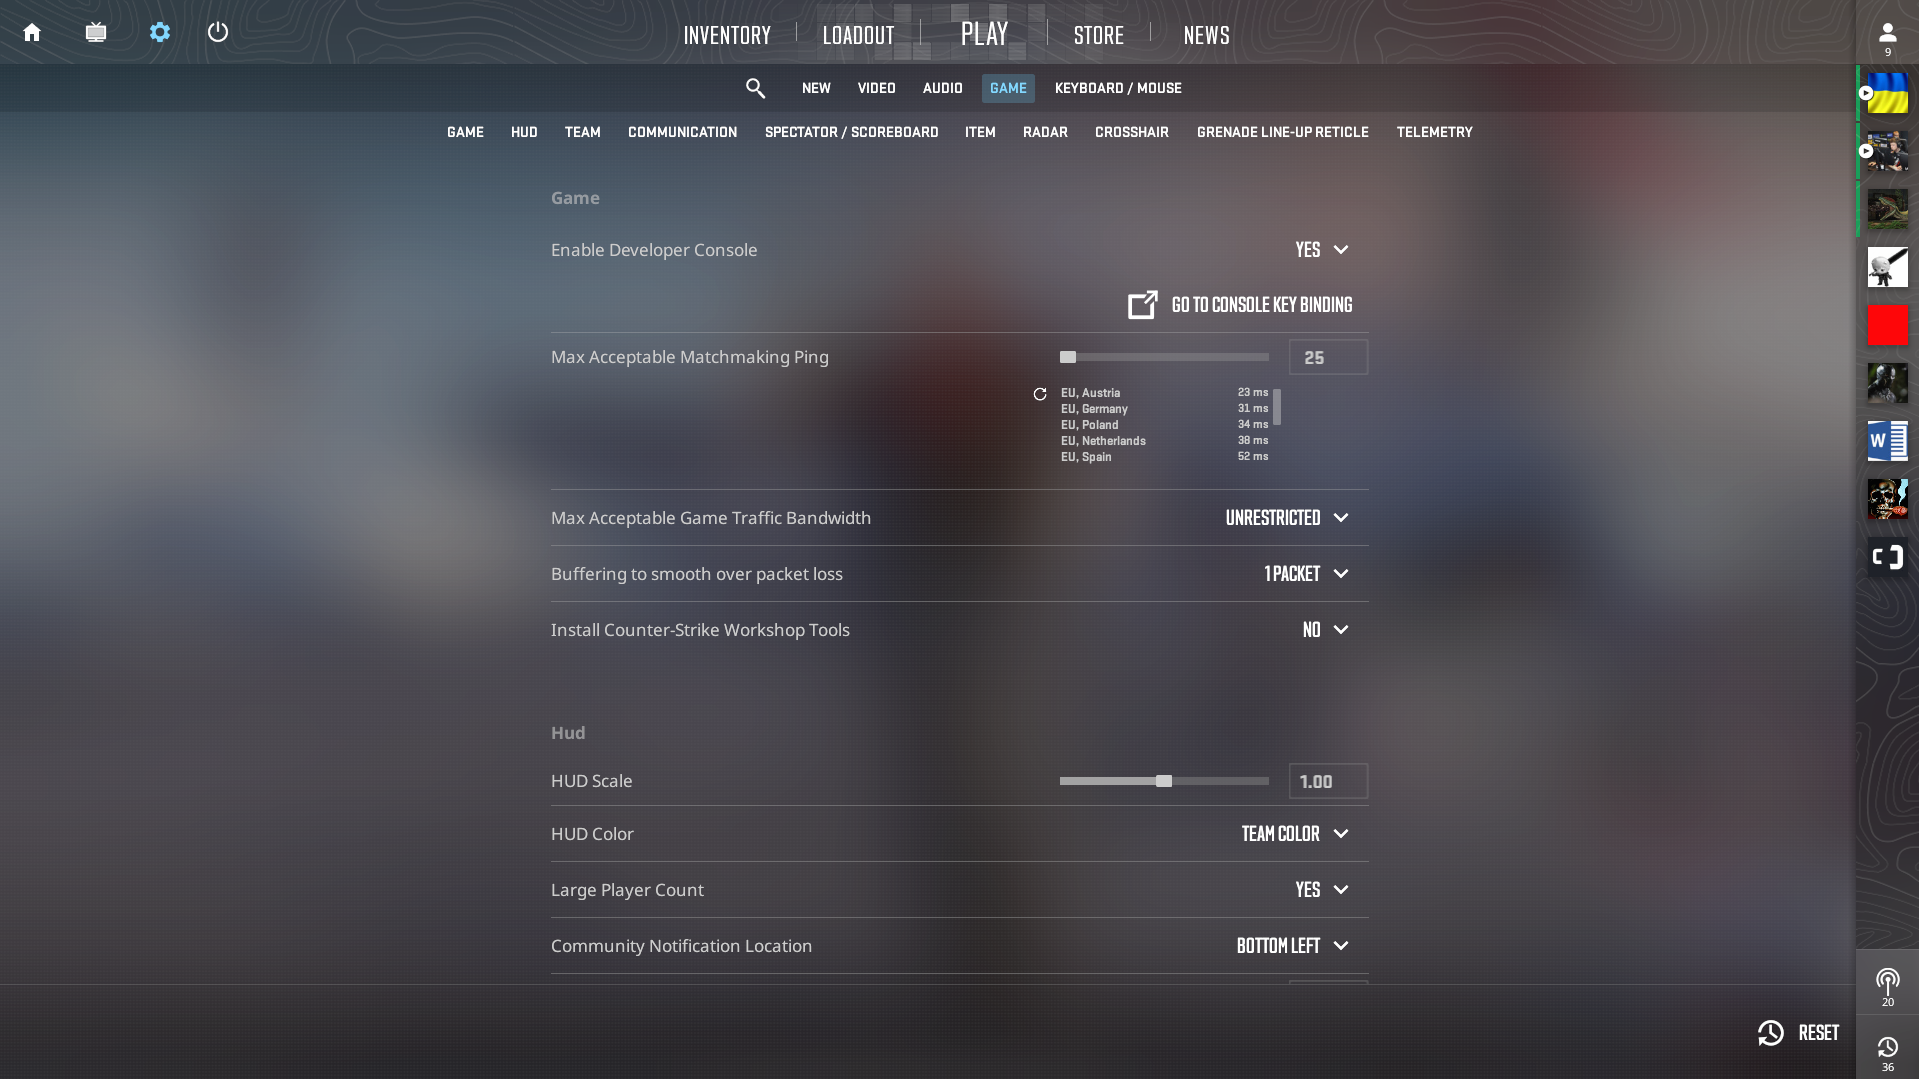 INVENTORY
LOADOUT
PLAY
STORE
NEWS
9
NEW
VIDEO
AUDIO
GAME
KEYBOARD / MOUSE
GAME
HUD
TEAM
COMMUNICATION
SPECTATOR / SCOREBOARD
ITEM
RADAR
CROSSHAIR
GRENADE LINE-UP RETICLE
TELEMETRY
Game
Enable Developer Console
YES
GO TO CONSOLE KEY BINDING
Max Acceptable Matchmaking Ping
25
EU, Austria 23 ms
EU, Germany 31 ms
EU, Poland 34 ms
EU, Netherlands 38 ms
EU, Spain 52 ms
Max Acceptable Game Traffic Bandwidth
UNRESTRICTED
Buffering to smooth over packet loss
1 PACKET
Install Counter-Strike Workshop Tools
NO
Hud
HUD Scale
1.00
HUD Color
TEAM COLOR
Large Player Count
YES
Community Notification Location
BOTTOM LEFT
W
20
RESET
36